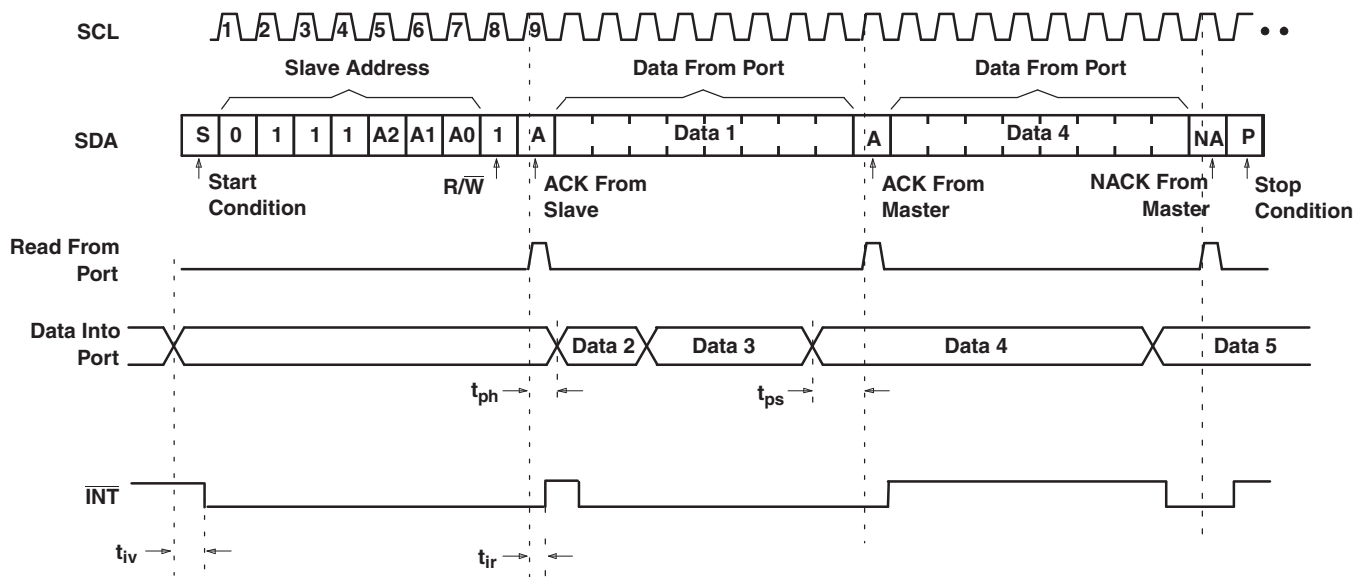 SCL 1 2 3 4 5 6 7 8 9
Slave Address Data From Port Data From Port
SDA S 0 1 1 1 A2 A1 A0 1 A Data 1 A Data 4 NA P
Start
Condition
R/W̅
ACK From
Slave
ACK From
Master
NACK From
Master
Stop
Condition
Read From
Port
Data Into
Port
Data 2 Data 3 Data 4 Data 5
tph tps
I̅N̅T̅
tiv tir